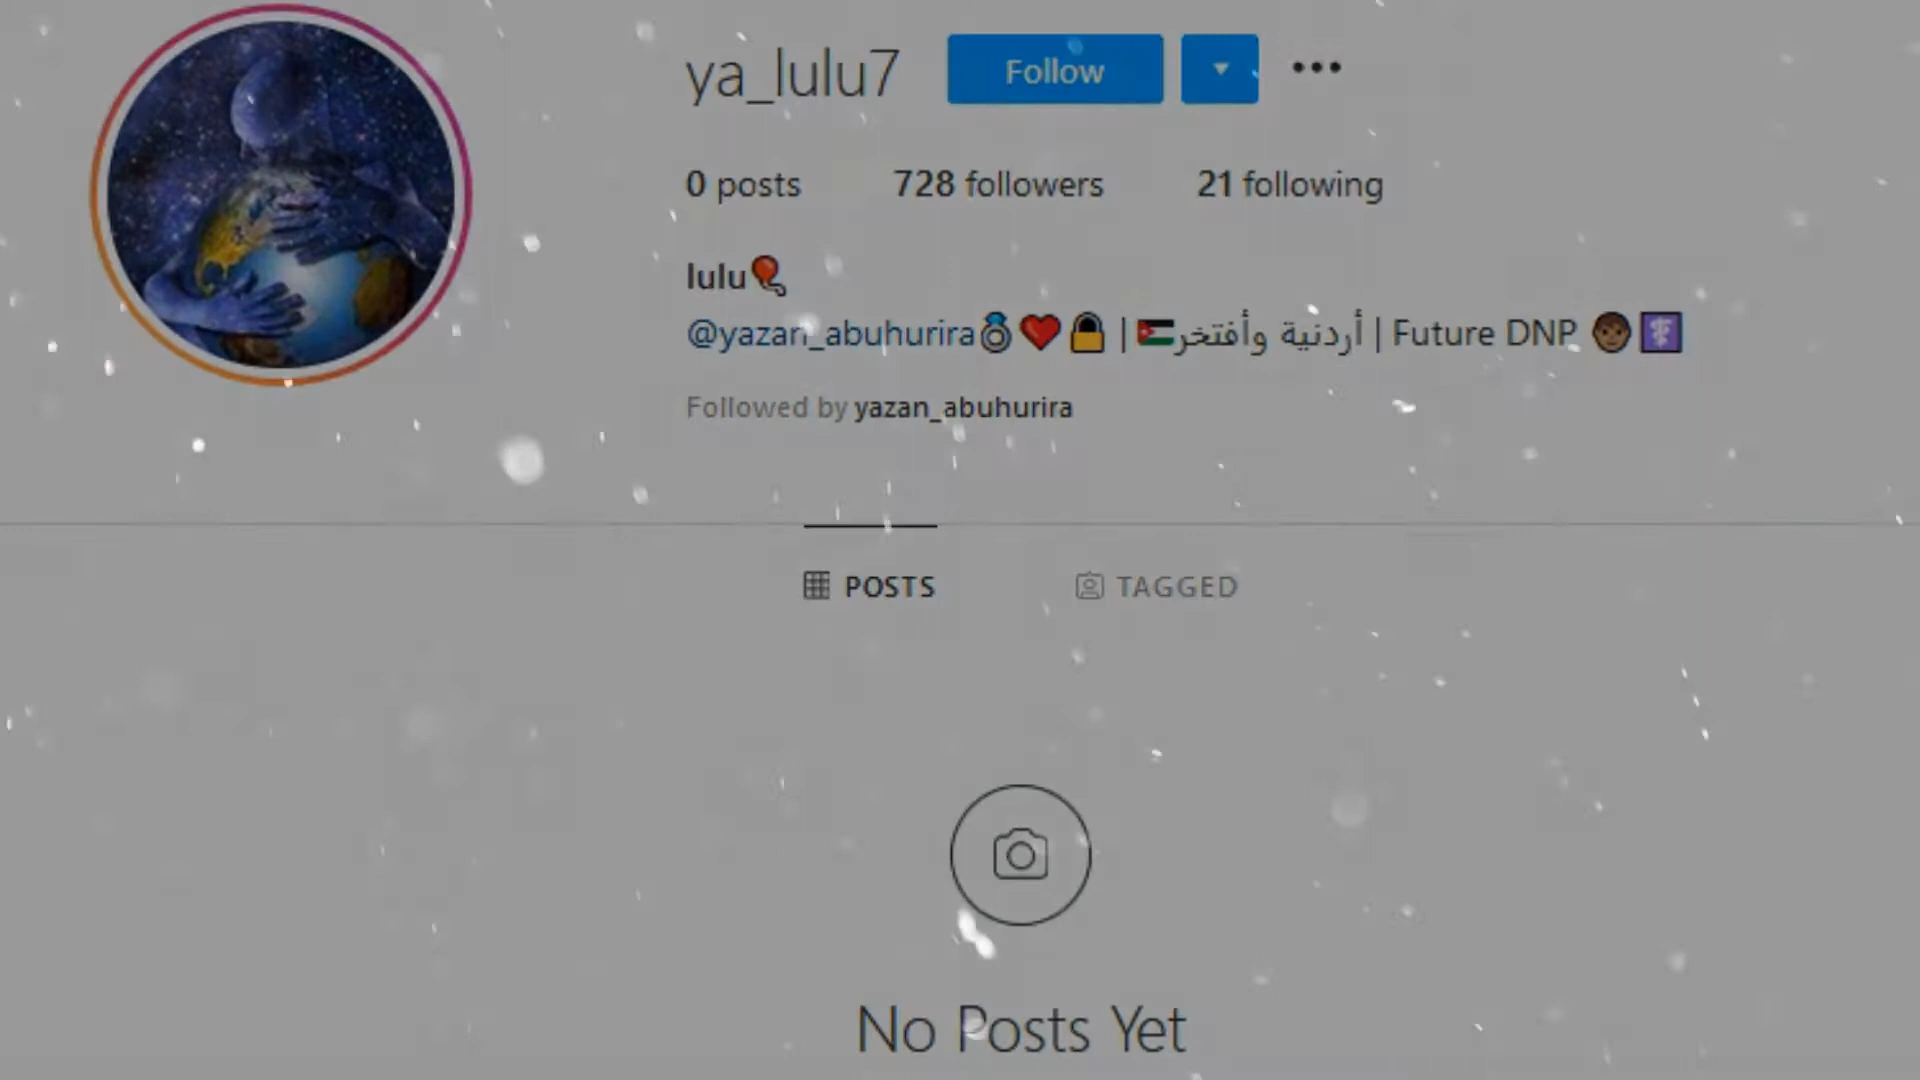 ya_lulu7 Follow
0 posts 728 followers 21 following
lulu🎈
@yazan_abuhurira💍❤️🔒 | 🇯🇴أردنية وأفتخر | Future DNP 👩🏽‍⚕️
Followed by yazan_abuhurira
POSTS TAGGED
No Posts Yet